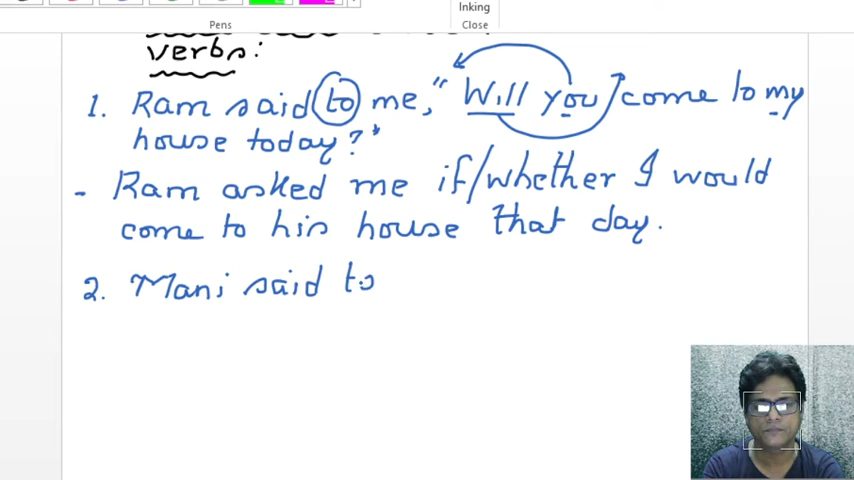 Inking
Pens
Close
verbs:
1. Ram said to me, "Will you come to my
house today?"
- Ram asked me if/whether I would
come to his house that day.
2. Mani said to